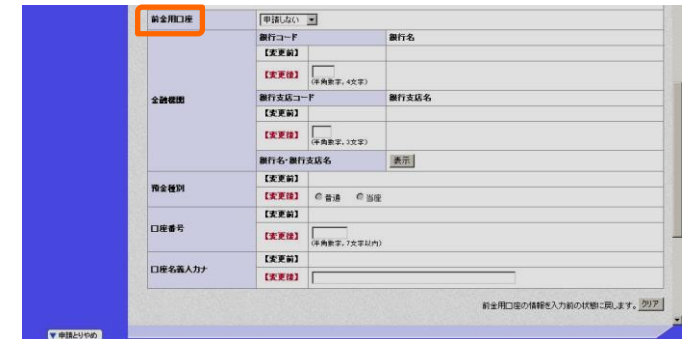 前金用口座 申請しない
銀行コード 銀行名
【変更前】
【変更後】 (半角数字、4文字)
金融機関 銀行支店コード 銀行支店名
【変更前】
【変更後】 (半角数字、3文字)
銀行名・銀行支店名 表示
預金種別 【変更前】
【変更後】 普通 当座
口座番号 【変更前】
【変更後】 (半角数字、7文字以内)
口座名義人カナ 【変更前】
【変更後】
前金用口座の情報を入力前の状態に戻します。 クリア
▼ 申請とりやめ